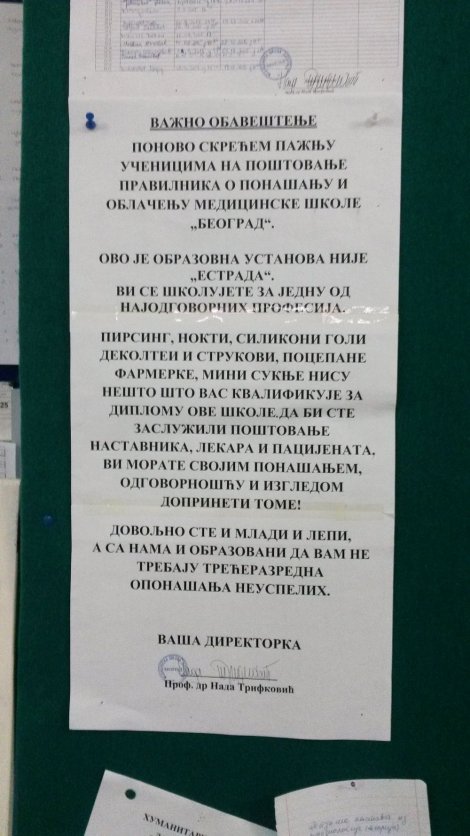 ВАЖНО ОБАВЕШТЕЊЕ
ПОНОВО СКРЕЋЕМ ПАЖЊУ
УЧЕНИЦИМА НА ПОШТОВАЊЕ
ПРАВИЛНИКА О ПОНАШАЊУ И
ОБЛАЧЕЊУ МЕДИЦИНСКЕ ШКОЛЕ
„БЕОГРАД“.
ОВО ЈЕ ОБРАЗОВНА УСТАНОВА НИЈЕ
„ЕСТРАДА“.
ВИ СЕ ШКОЛУЈЕТЕ ЗА ЈЕДНУ ОД
НАЈОДГОВОРНИХ ПРОФЕСИЈА.
ПИРСИНГ, НОКТИ, СИЛИКОНИ ГОЛИ
ДЕКОЛТЕИ И СТРУКОВИ, ПОЦЕПАНЕ
ФАРМЕРКЕ, МИНИ СУКЊЕ НИСУ
НЕШТО ШТО ВАС КВАЛИФИКУЈЕ ЗА
ДИПЛОМУ ОВЕ ШКОЛЕ.ДА БИ СТЕ
ЗАСЛУЖИЛИ ПОШТОВАЊЕ
НАСТАВНИКА, ЛЕКАРА И ПАЦИЈЕНАТА,
ВИ МОРАТЕ СВОЈИМ ПОНАШАЊЕМ,
ОДГОВОРНОШЋУ И ИЗГЛЕДОМ
ДОПРИНЕТИ ТОМЕ!
ДОВОЉНО СТЕ И МЛАДИ И ЛЕПИ,
А СА НАМА И ОБРАЗОВАНИ ДА ВАМ НЕ
ТРЕБАЈУ ТРЕЋЕРАЗРЕДНА
ОПОНАШАЊА НЕУСПЕЛИХ.
ВАША ДИРЕКТОРКА
Проф. др Нада Трифковић